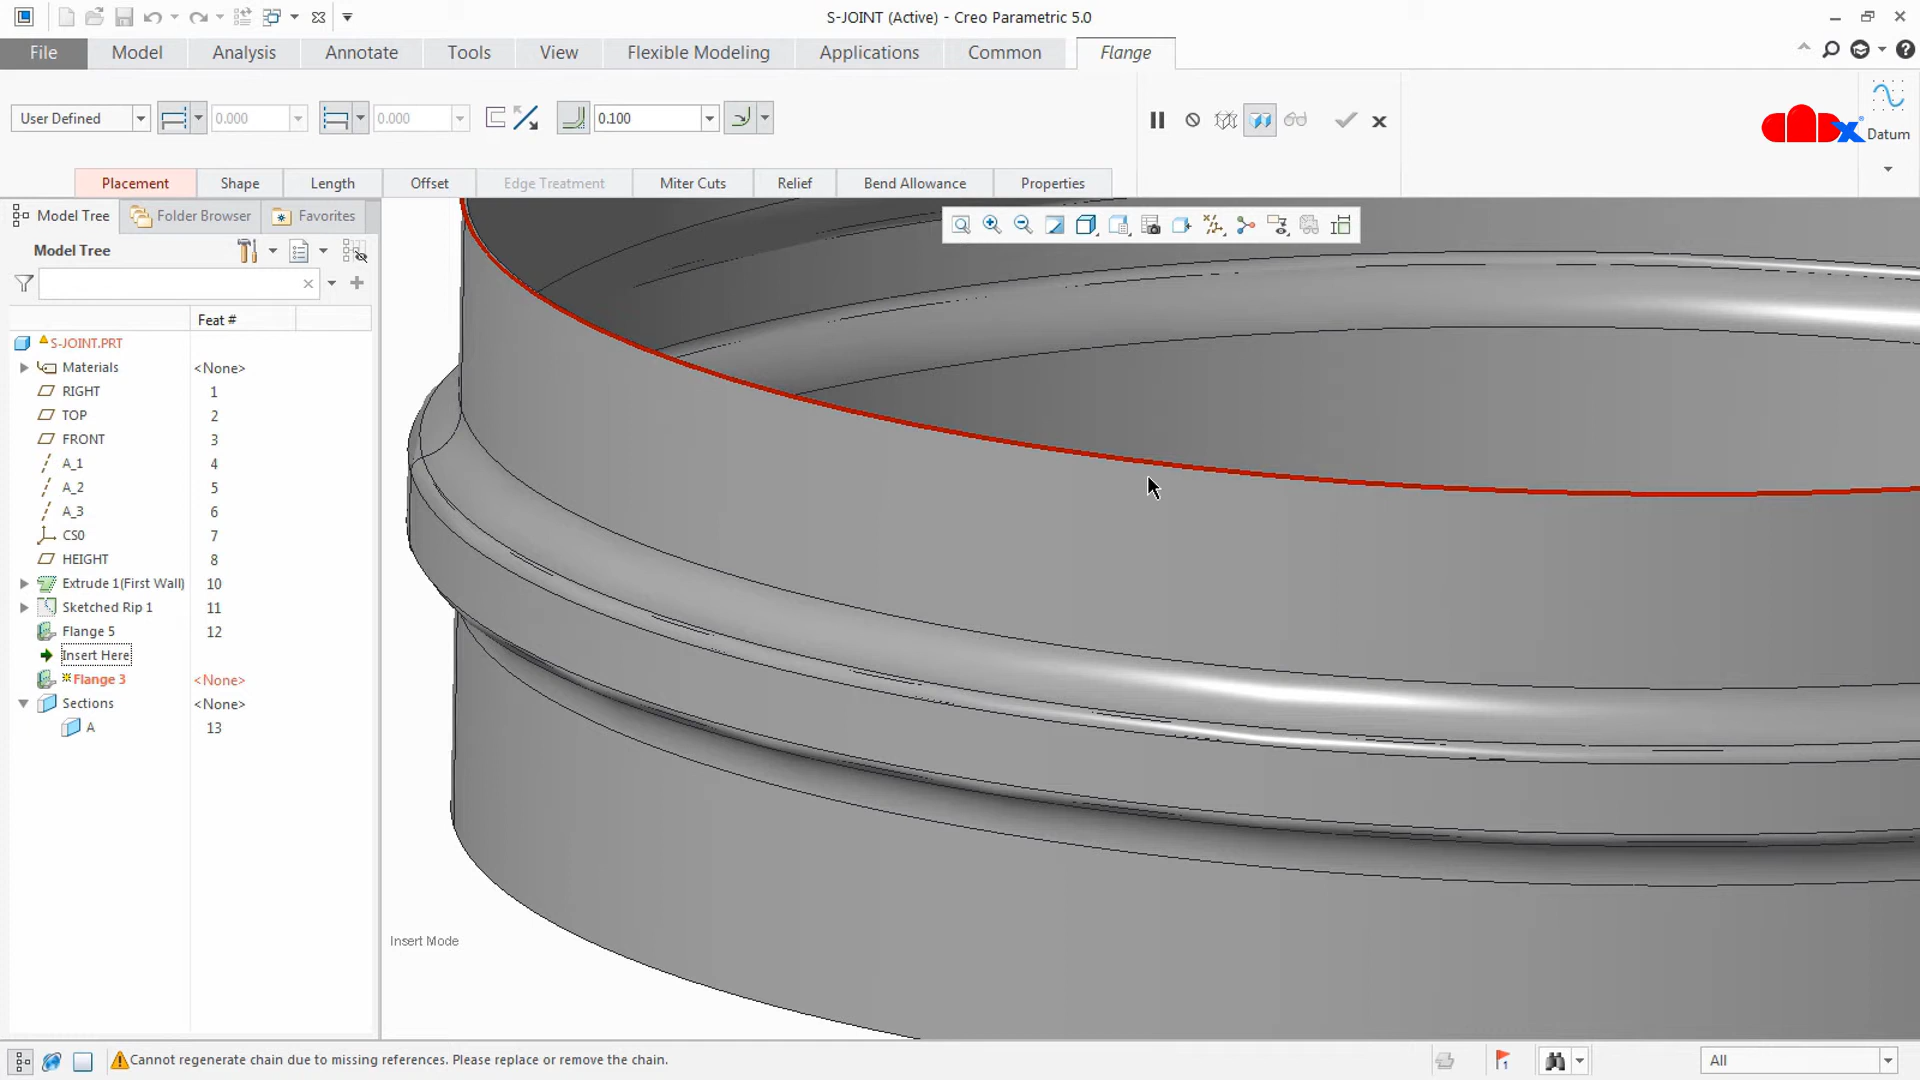 S-JOINT (Active) - Creo Parametric 5.0
File Model Analysis Annotate Tools View Flexible Modeling Applications Common Flange
User Defined 0.000 0.000 0.100
Datum
Placement Shape Length Offset Edge Treatment Miter Cuts Relief Bend Allowance Properties
Model Tree Folder Browser Favorites
Model Tree
Feat #
S-JOINT.PRT
Materials <None>
RIGHT 1
TOP 2
FRONT 3
A_1 4
A_2 5
A_3 6
CS0 7
HEIGHT 8
Extrude 1(First Wall) 10
Sketched Rip 1 11
Flange 5 12
Insert Here
Flange 3 <None>
Sections <None>
A 13
Insert Mode
Cannot regenerate chain due to missing references. Please replace or remove the chain.
1
All